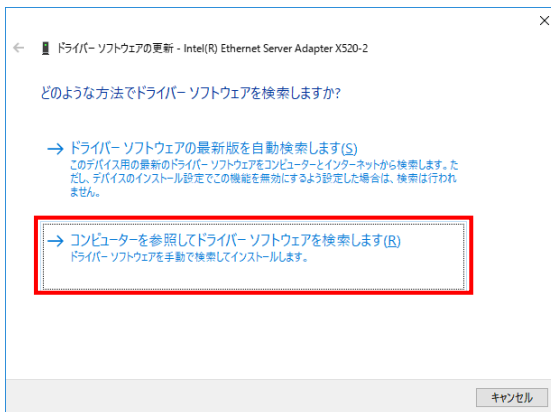 ドライバー ソフトウェアの更新 - Intel(R) Ethernet Server Adapter X520-2
どのような方法でドライバー ソフトウェアを検索しますか?
ドライバー ソフトウェアの最新版を自動検索します(S)
このデバイス用の最新のドライバー ソフトウェアをコンピューターとインターネットから検索します。た
だし、デバイスのインストール設定でこの機能を無効にするよう設定した場合は、検索は行われ
ません。
コンピューターを参照してドライバー ソフトウェアを検索します(R)
ドライバー ソフトウェアを手動で検索してインストールします。
キャンセル